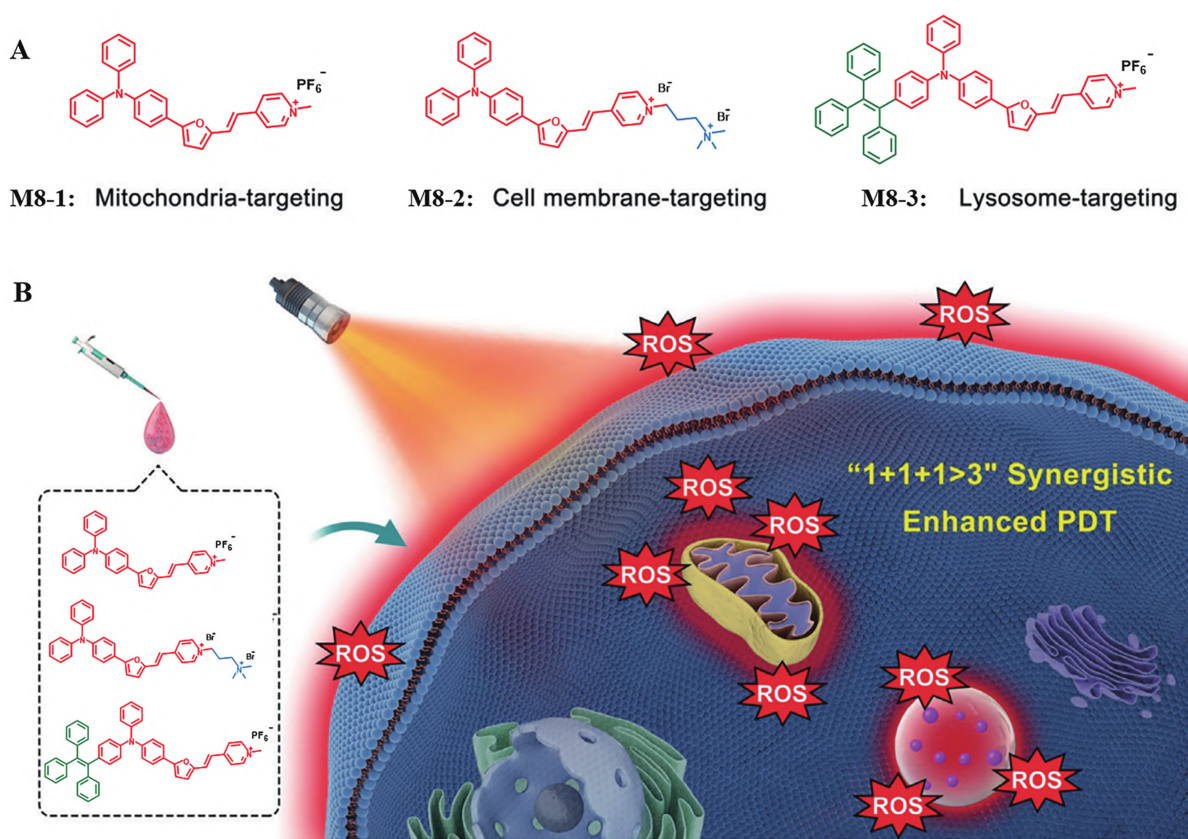 A
N
O
N+
CH3
PF6−
N
O
N+
Br−
Br−
N+
N
O
N+
PF6−
M8-1: Mitochondria-targeting
M8-2: Cell membrane-targeting
M8-3: Lysosome-targeting
B
ROS
ROS
"1+1+1>3" Synergistic
Enhanced PDT
ROS
ROS
ROS
ROS
ROS
ROS
ROS
ROS
N
O
N+
PF6−
N
O
N+
Br−
Br−
N+
N
O
N+
PF6−